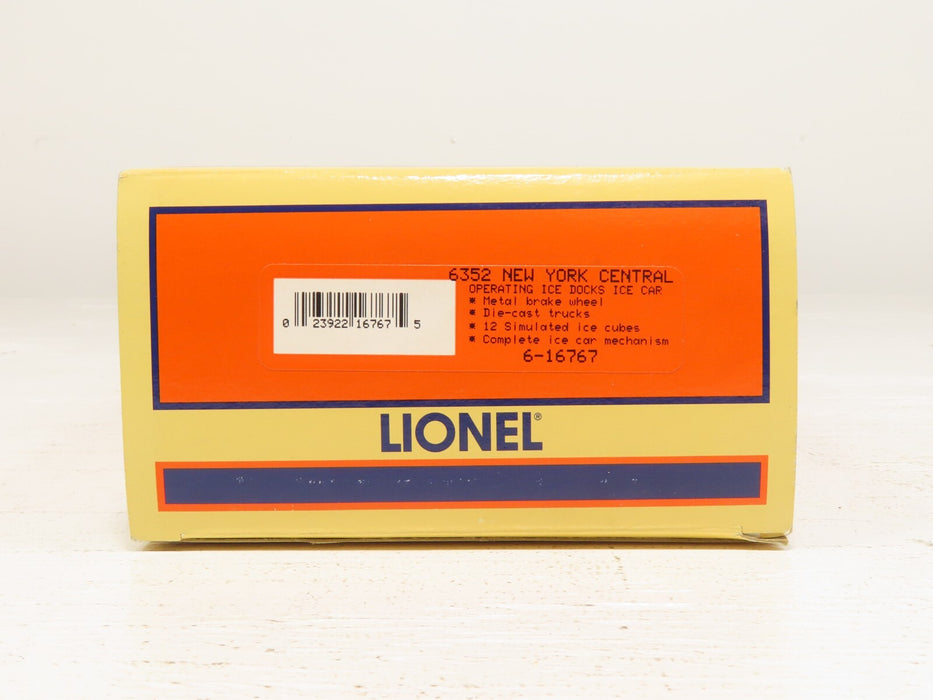 6352 NEW YORK CENTRAL
OPERATING ICE DOCKS ICE CAR
* Metal brake wheel
* Die-cast trucks
* 12 Simulated ice cubes
* Complete ice car mechanism
6-16767
0 23922 16767 5
LIONEL®